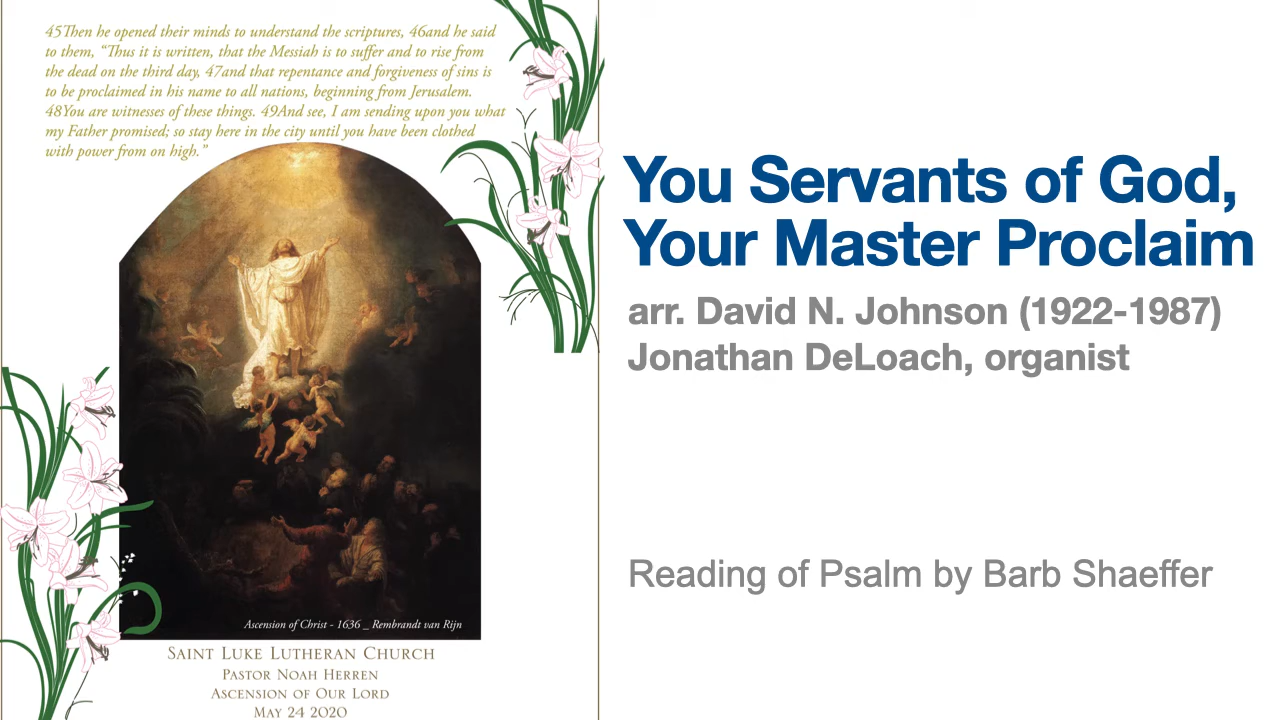 45Then he opened their minds to understand the scriptures, 46and he said
to them, “Thus it is written, that the Messiah is to suffer and to rise from
the dead on the third day, 47and that repentance and forgiveness of sins is
to be proclaimed in his name to all nations, beginning from Jerusalem.
48You are witnesses of these things. 49And see, I am sending upon you what
my Father promised; so stay here in the city until you have been clothed
with power from on high.”
Ascension of Christ - 1636 _ Rembrandt van Rijn
Saint Luke Lutheran Church
Pastor Noah Herren
Ascension of Our Lord
May 24 2020
You Servants of God,
Your Master Proclaim
arr. David N. Johnson (1922-1987)
Jonathan DeLoach, organist
Reading of Psalm by Barb Shaeffer